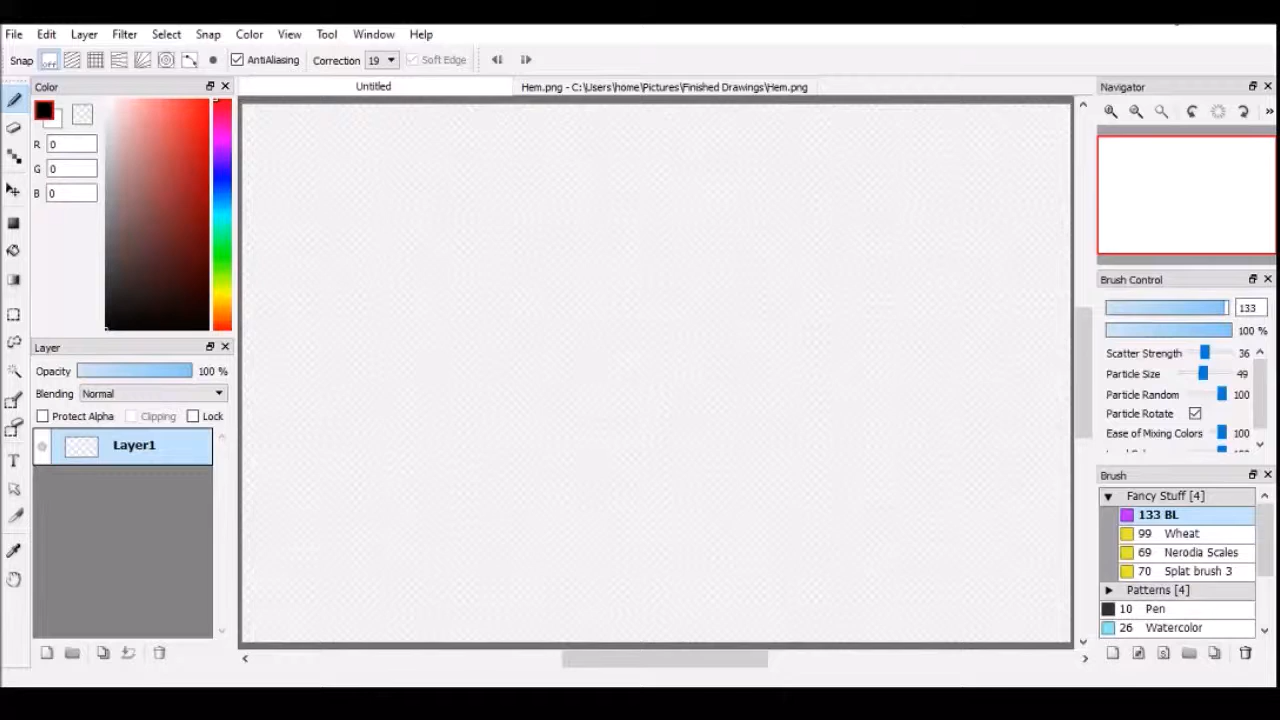 File Edit Layer Filter Select Snap Color View Tool Window Help
Snap off AntiAliasing Correction 19 Soft Edge
Color
Untitled
Hem.png - C:\Users\home\Pictures\Finished Drawings\Hem.png
Navigator
R 0
G 0
B 0
Layer
Opacity 100 %
Blending Normal
Protect Alpha Clipping Lock
Layer1
T
Brush Control
133
100 %
Scatter Strength 36
Particle Size 49
Particle Random 100
Particle Rotate
Ease of Mixing Colors 100
Brush
Fancy Stuff [4]
133 BL
99 Wheat
69 Nerodia Scales
70 Splat brush 3
Patterns [4]
10 Pen
26 Watercolor